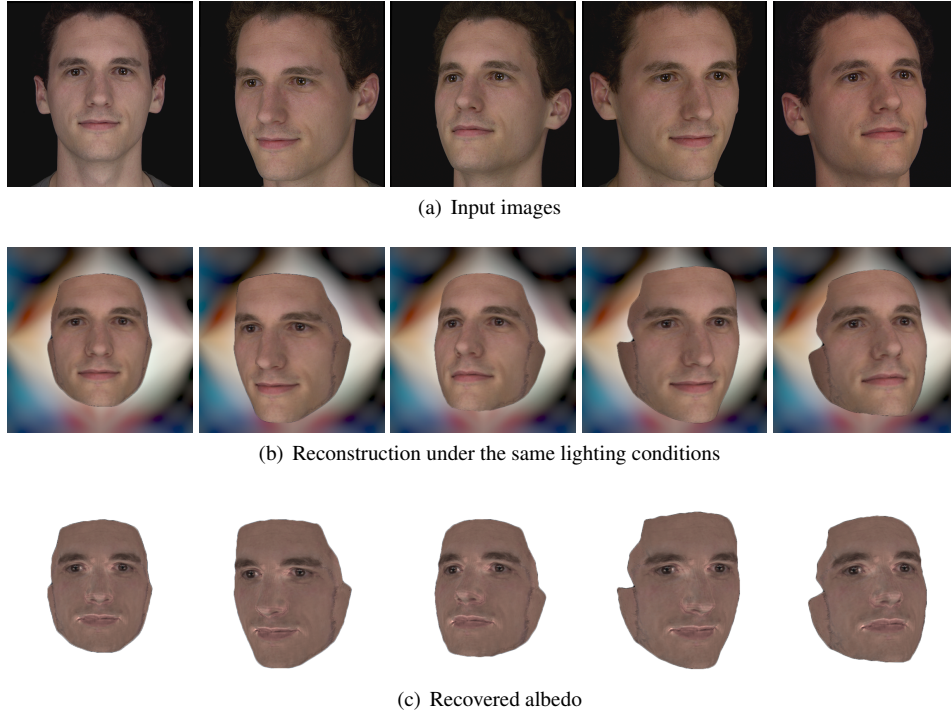 (a) Input images
(b) Reconstruction under the same lighting conditions
(c) Recovered albedo